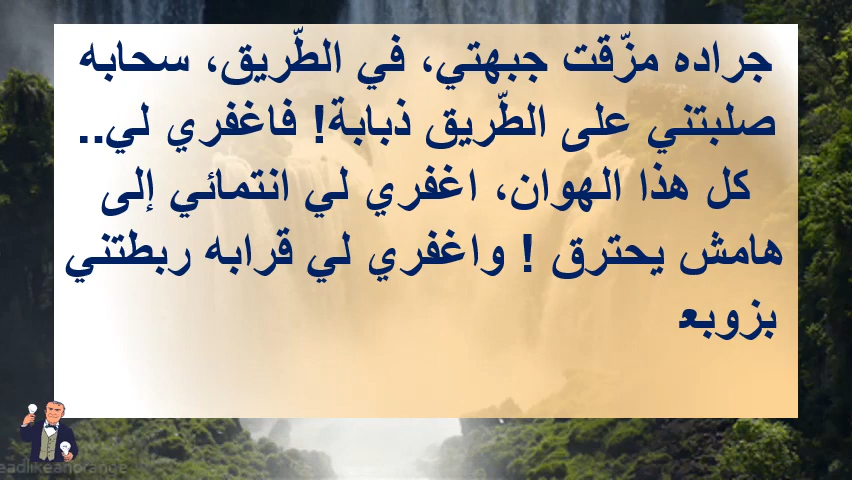 جراده مزّقت جبهتي، في الطّريق، سحابه
صلبتني على الطّريق ذبابة! فاغفري لي..
كل هذا الهوان، اغفري لي انتمائي إلى
هامش يحترق ! واغفري لي قرابه ربطتني
بزوبع
eadlikeanorange